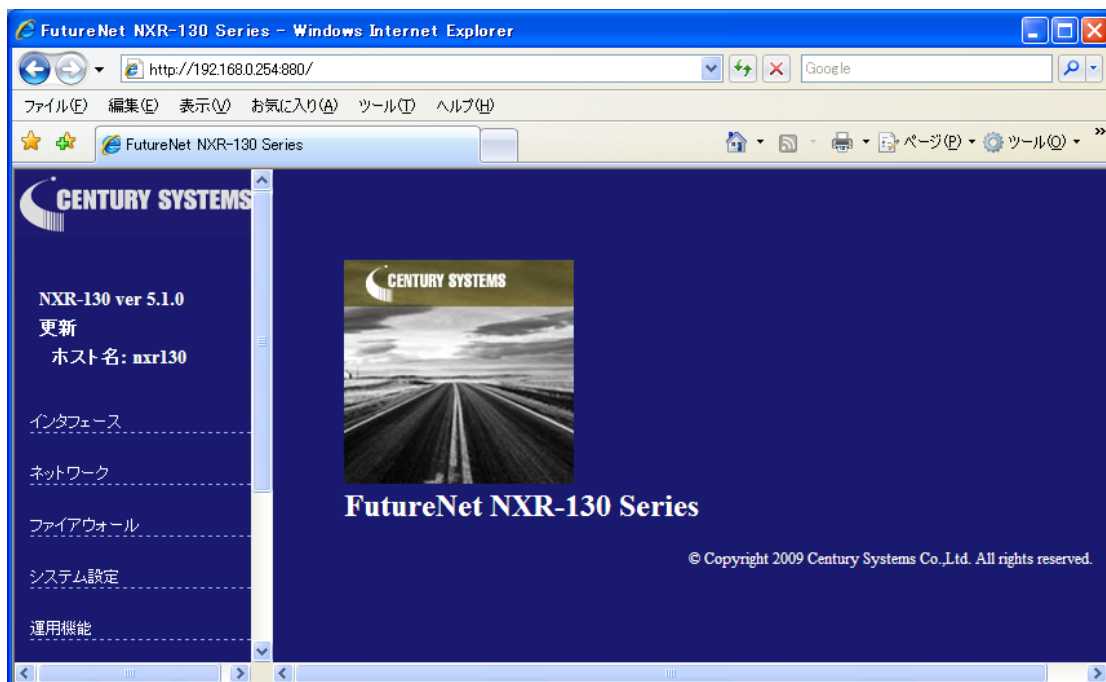 FutureNet NXR-130 Series - Windows Internet Explorer
http://192.168.0.254:880/
Google
ファイル(F) 編集(E) 表示(V) お気に入り(A) ツール(T) ヘルプ(H)
FutureNet NXR-130 Series
ページ(P) ツール(O)
CENTURY SYSTEMS
NXR-130 ver 5.1.0
更新
ホスト名: nxr130
インタフェース
ネットワーク
ファイアウォール
システム設定
運用機能
CENTURY SYSTEMS
FutureNet NXR-130 Series
© Copyright 2009 Century Systems Co.,Ltd. All rights reserved.